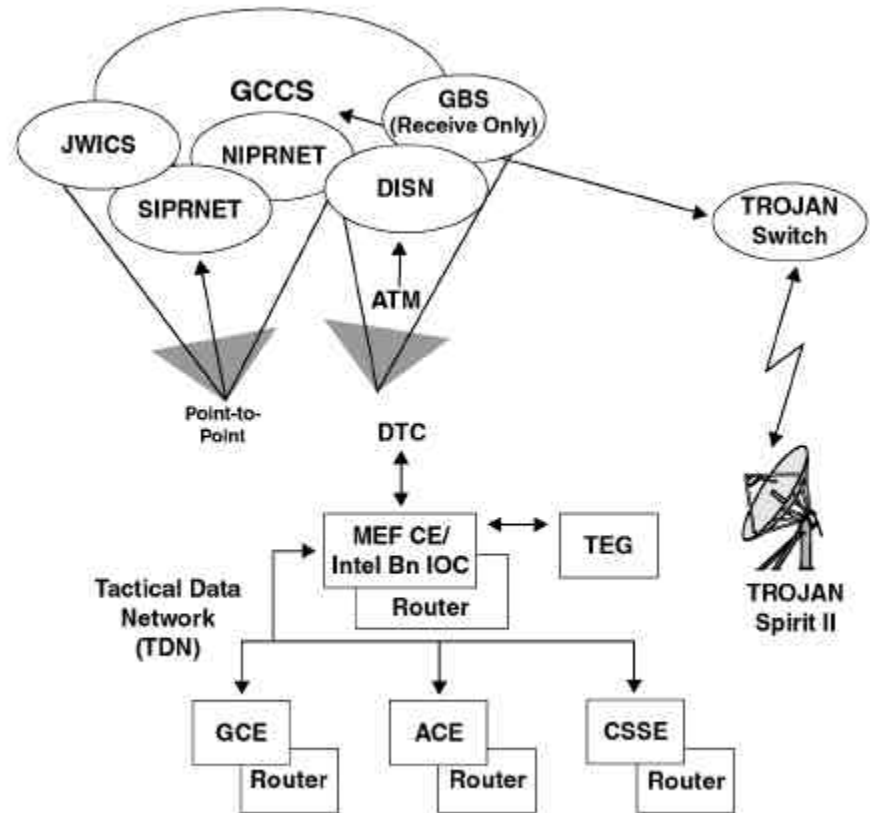 GCCS
GBS
(Receive Only)
JWICS
NIPRNET
SIPRNET
DISN
TROJAN
Switch
ATM
Point-to-
Point
DTC
MEF CE/
Intel Bn IOC
Router
TEG
Tactical Data
Network
(TDN)
TROJAN
Spirit II
GCE
Router
ACE
Router
CSSE
Router